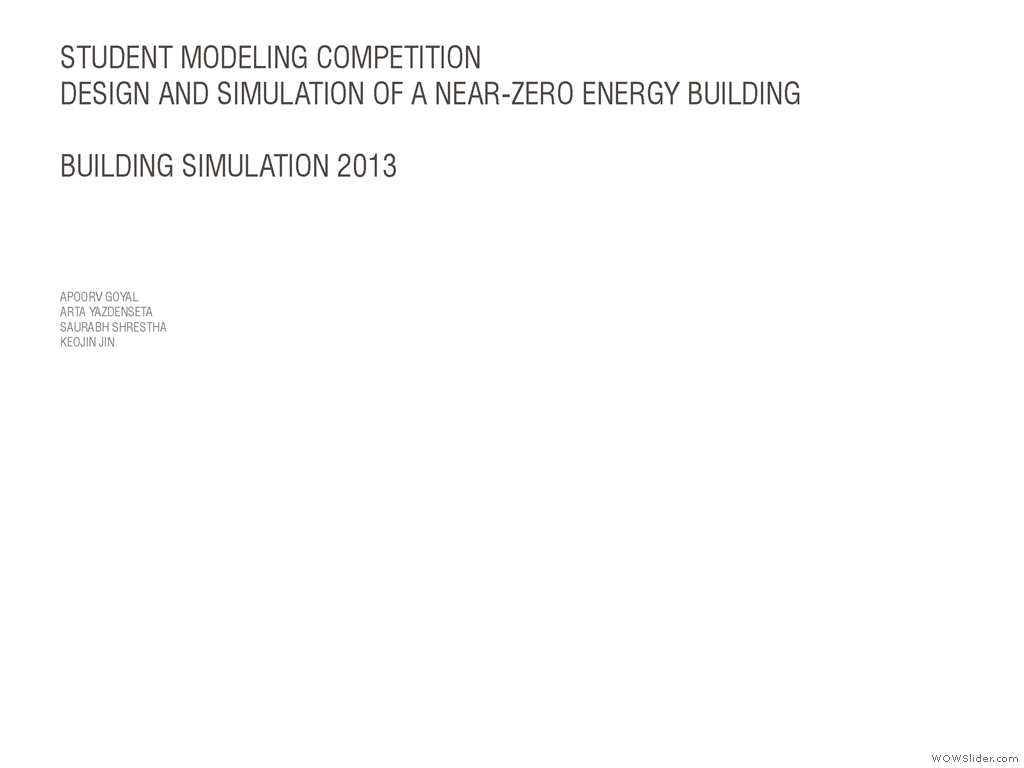 STUDENT MODELING COMPETITION
DESIGN AND SIMULATION OF A NEAR-ZERO ENERGY BUILDING
BUILDING SIMULATION 2013
APOORV GOYAL
ARTA YAZDENSETA
SAURABH SHRESTHA
KEOJIN JIN
WOWSlider.com